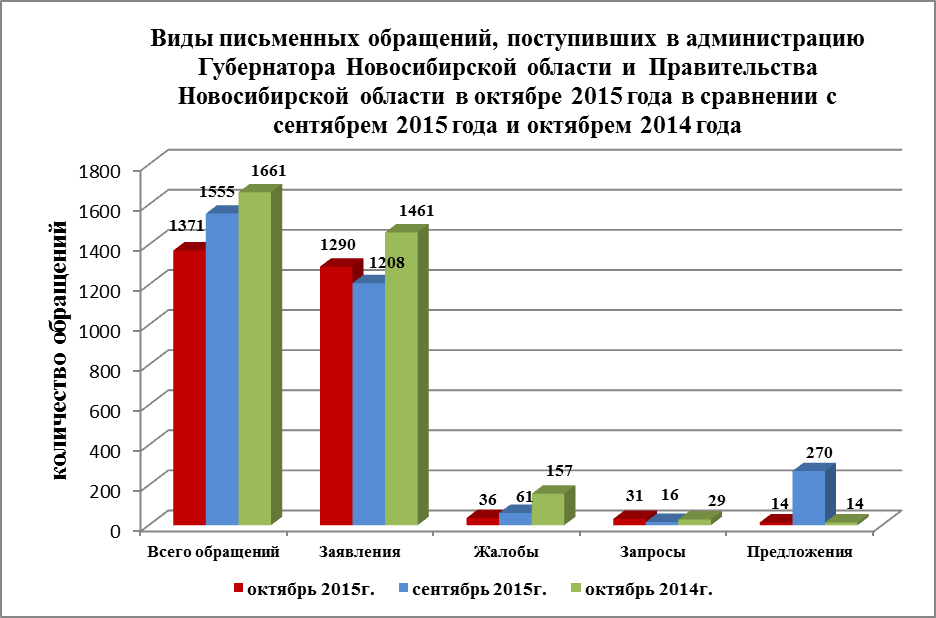 Виды письменных обращений, поступивших в администрацию
Губернатора Новосибирской области и Правительства
Новосибирской области в октябре 2015 года в сравнении с
сентябрем 2015 года и октябрем 2014 года
количество обращений
1800
1600
1400
1200
1000
800
600
400
200
0
1371
1555
1661
1290
1208
1461
36
61
157
31
16
29
14
270
14
Всего обращений
Заявления
Жалобы
Запросы
Предложения
октябрь 2015г.
сентябрь 2015г.
октябрь 2014г.